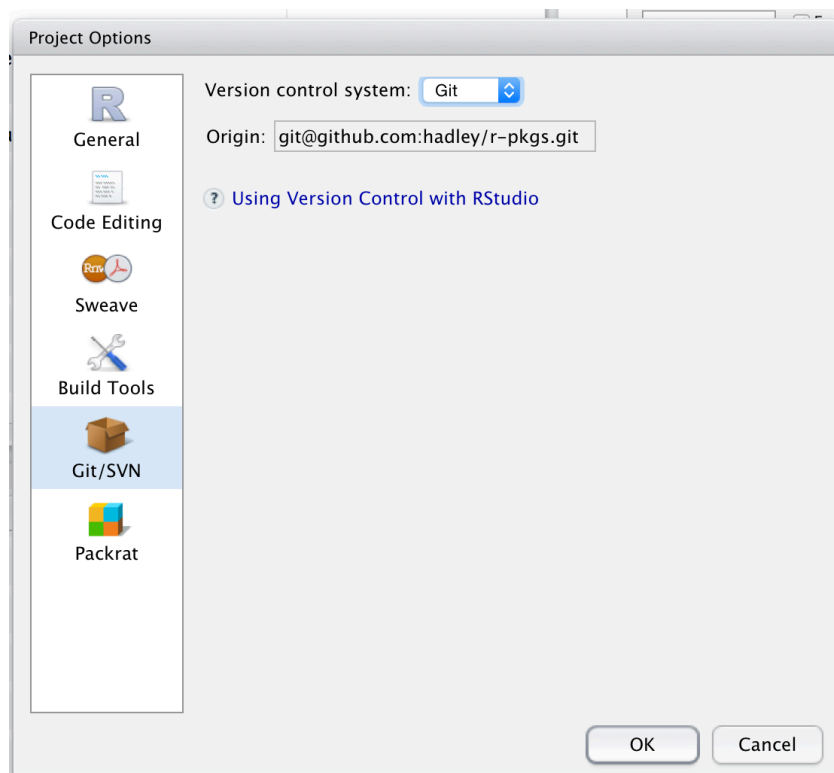 Project Options
General
Code Editing
Sweave
Build Tools
Git/SVN
Packrat
Version control system: Git
Origin: git@github.com:hadley/r-pkgs.git
? Using Version Control with RStudio
OK Cancel